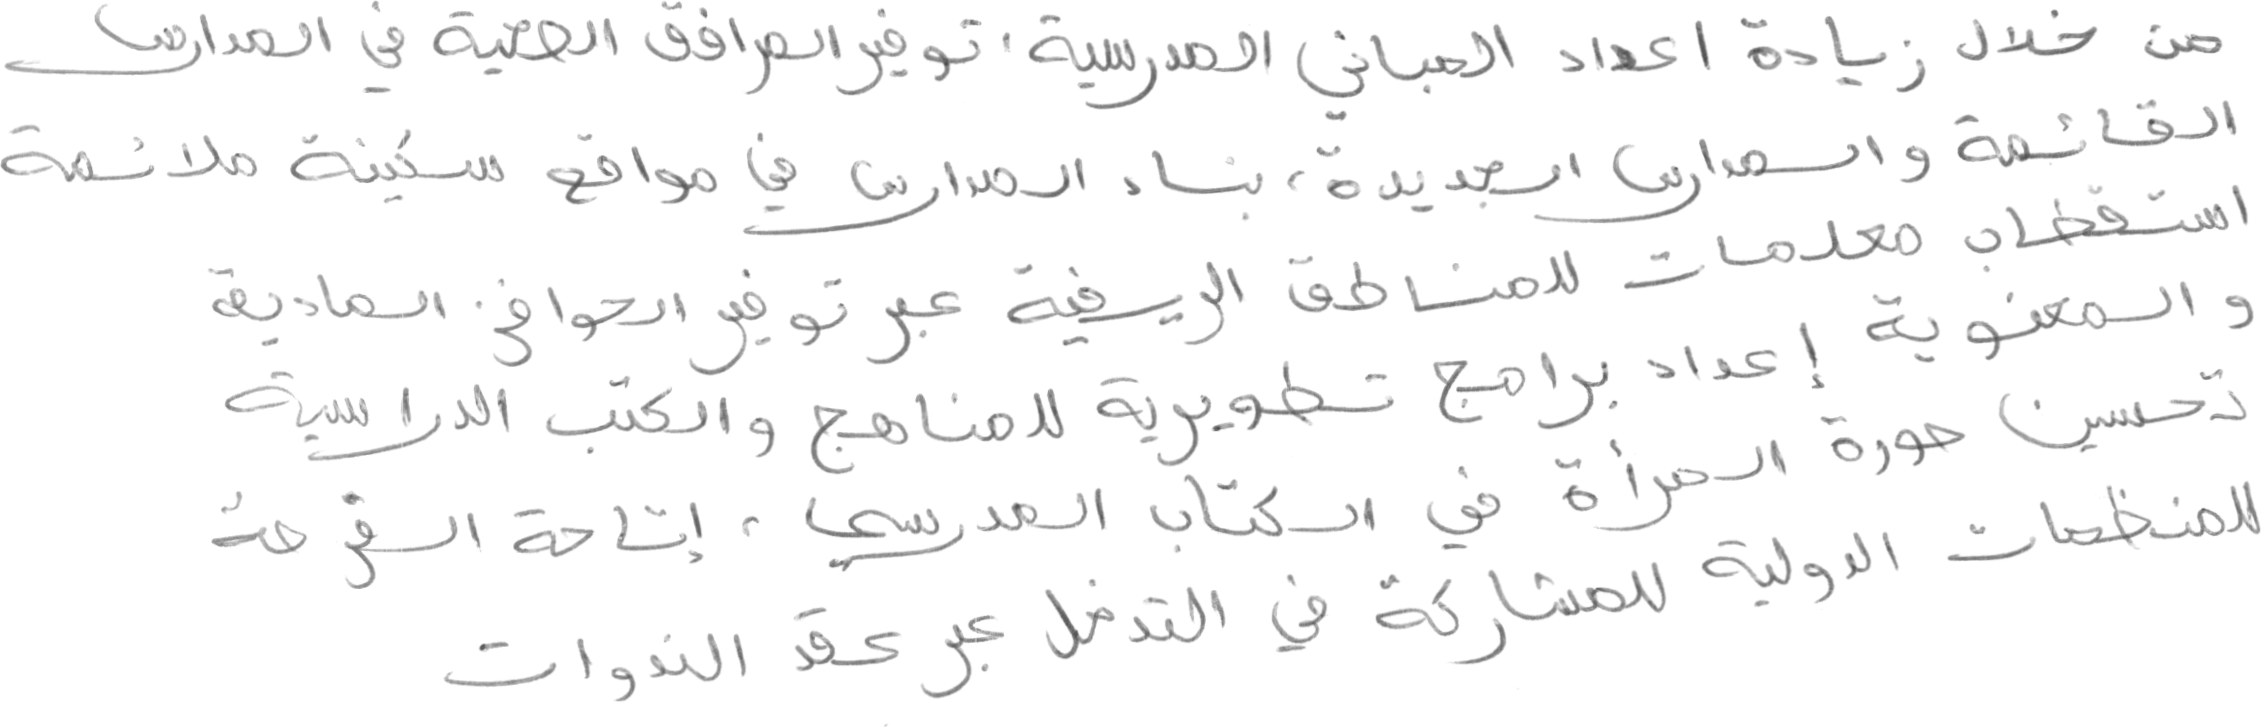 من خلال زيادة اعداد المباني المدرسية، توفير المرافق الصحية في المدارس
القائمة والمدارس الجديدة، بناء المدارس في مواقع سكينة ملائمة
استقطاب معلمات للمناطق الريفية عبر توفير الحوافز المادية
والمعنوية إعداد برامج تطويرية للمناهج والكتب الدراسية
تحسين صورة المرأة في الكتاب المدرسي، إتاحة الفرصة
للمنظمات الدولية للمشاركة في التدخل عبر عقد الندوات